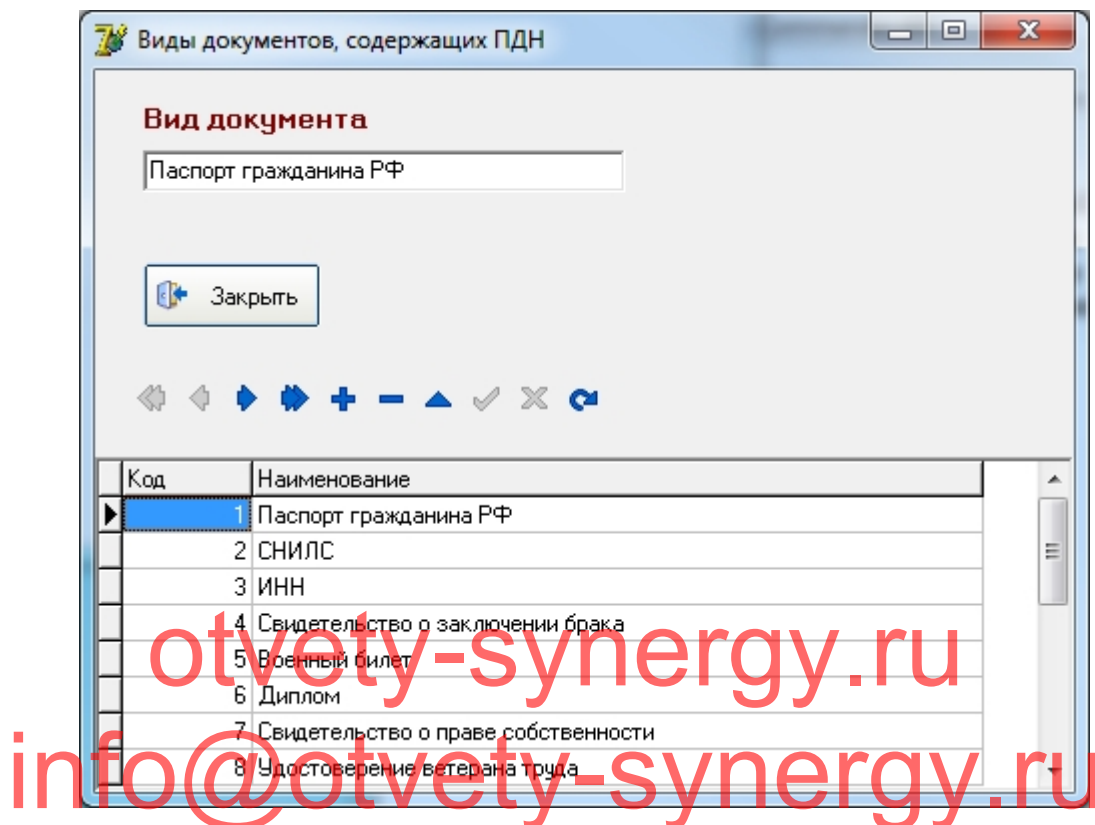 Виды документов, содержащих ПДН
Вид документа
Паспорт гражданина РФ
Закрыть
Код Наименование
1 Паспорт гражданина РФ
2 СНИЛС
3 ИНН
4 Свидетельство о заключении брака
5 Военный билет
6 Диплом
7 Свидетельство о праве собственности
8 Удостоверение ветерана труда
otvety-synergy.ru
info@otvety-synergy.ru